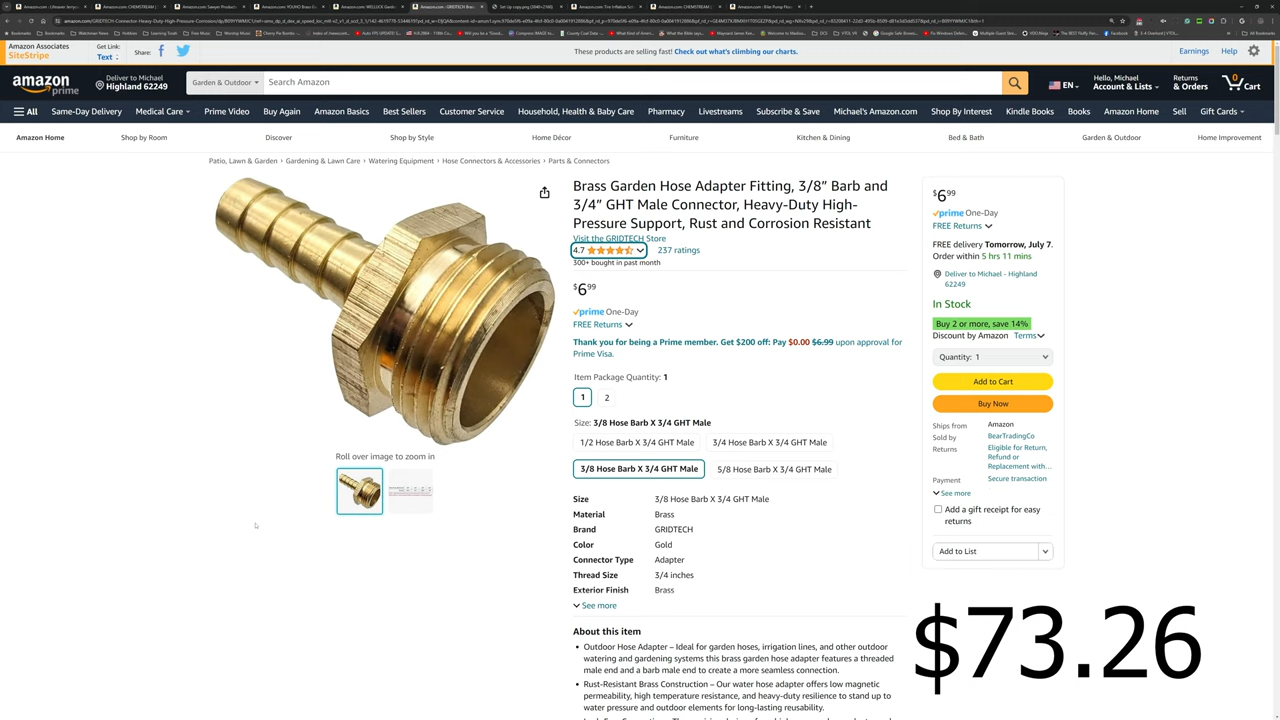 Amazon Associates
SiteStripe
Get Link:
Text
Share:
These products are selling fast! Check out what's climbing our charts.
Earnings
Help
amazon
prime
Deliver to Michael
Highland 62249
Garden & Outdoor
Search Amazon
EN
Hello, Michael
Account & Lists
Returns
& Orders
0
Cart
All
Same-Day Delivery
Medical Care
Prime Video
Buy Again
Amazon Basics
Best Sellers
Customer Service
Household, Health & Baby Care
Pharmacy
Livestreams
Subscribe & Save
Michael's Amazon.com
Shop By Interest
Kindle Books
Books
Amazon Home
Sell
Gift Cards
Amazon Home
Shop by Room
Discover
Shop by Style
Home Décor
Furniture
Kitchen & Dining
Bed & Bath
Garden & Outdoor
Home Improvement
Patio, Lawn & Garden › Gardening & Lawn Care › Watering Equipment › Hose Connectors & Accessories › Parts & Connectors
Roll over image to zoom in
Brass Garden Hose Adapter Fitting, 3/8” Barb and
3/4” GHT Male Connector, Heavy-Duty High-
Pressure Support, Rust and Corrosion Resistant
Visit the GRIDTECH Store
4.7
237 ratings
300+ bought in past month
$6.99
prime One-Day
FREE Returns
Thank you for being a Prime member. Get $200 off: Pay $0.00 $6.99 upon approval for
Prime Visa.
Item Package Quantity: 1
1
2
Size: 3/8 Hose Barb X 3/4 GHT Male
1/2 Hose Barb X 3/4 GHT Male
3/4 Hose Barb X 3/4 GHT Male
3/8 Hose Barb X 3/4 GHT Male
5/8 Hose Barb X 3/4 GHT Male
Size 3/8 Hose Barb X 3/4 GHT Male
Material Brass
Brand GRIDTECH
Color Gold
Connector Type Adapter
Thread Size 3/4 inches
Exterior Finish Brass
See more
About this item
• Outdoor Hose Adapter – Ideal for garden hoses, irrigation lines, and other outdoor
watering and gardening systems this brass garden hose adapter features a threaded
male end and a barb male end to create a more seamless connection.
• Rust-Resistant Brass Construction – Our water hose adapter offers low magnetic
permeability, high temperature resistance, and heavy-duty resilience to stand up to
water pressure and outdoor elements for long-lasting reusability.
$6.99
prime One-Day
FREE Returns
FREE delivery Tomorrow, July 7.
Order within 5 hrs 11 mins
Deliver to Michael - Highland
62249
In Stock
Buy 2 or more, save 14%
Discount by Amazon Terms
Quantity: 1
Add to Cart
Buy Now
Ships from Amazon
Sold by BearTradingCo
Returns Eligible for Return,
Refund or
Replacement with...
Payment Secure transaction
See more
Add a gift receipt for easy
returns
Add to List
$73.26